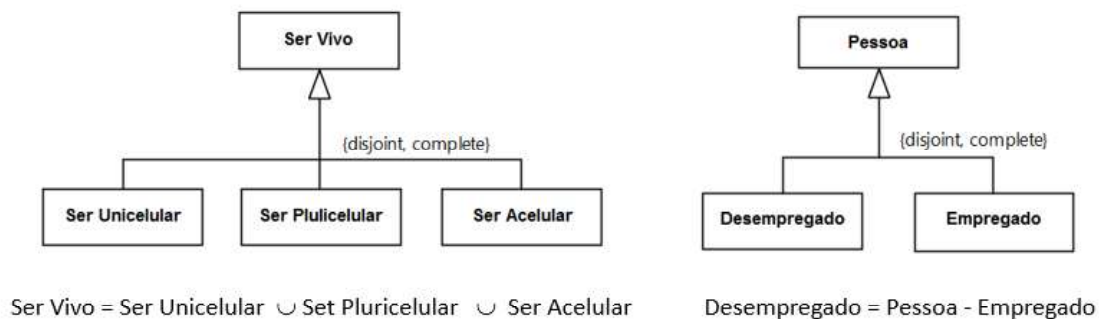 Ser Vivo
Pessoa
{disjoint, complete}
{disjoint, complete}
Ser Unicelular Ser Plulicelular Ser Acelular
Desempregado Empregado
Ser Vivo = Ser Unicelular ∪ Set Pluricelular ∪ Ser Acelular
Desempregado = Pessoa - Empregado